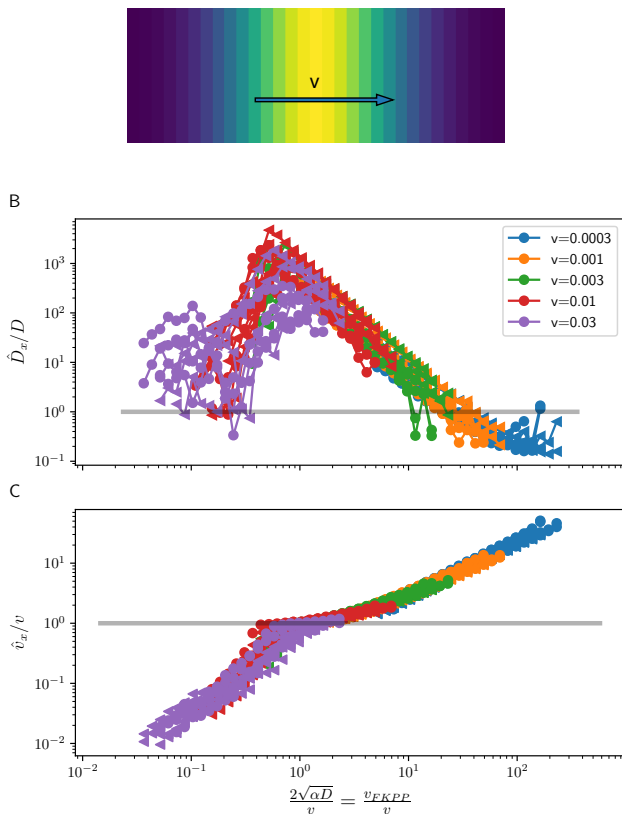 v
B
10³
10²
10¹
10⁰
10⁻¹
D̂ₓ/D
v=0.0003
v=0.001
v=0.003
v=0.01
v=0.03
C
10¹
10⁰
10⁻¹
10⁻²
v̂ₓ/v
10⁻² 10⁻¹ 10⁰ 10¹ 10²
2√αD/v = v_FKPP/v